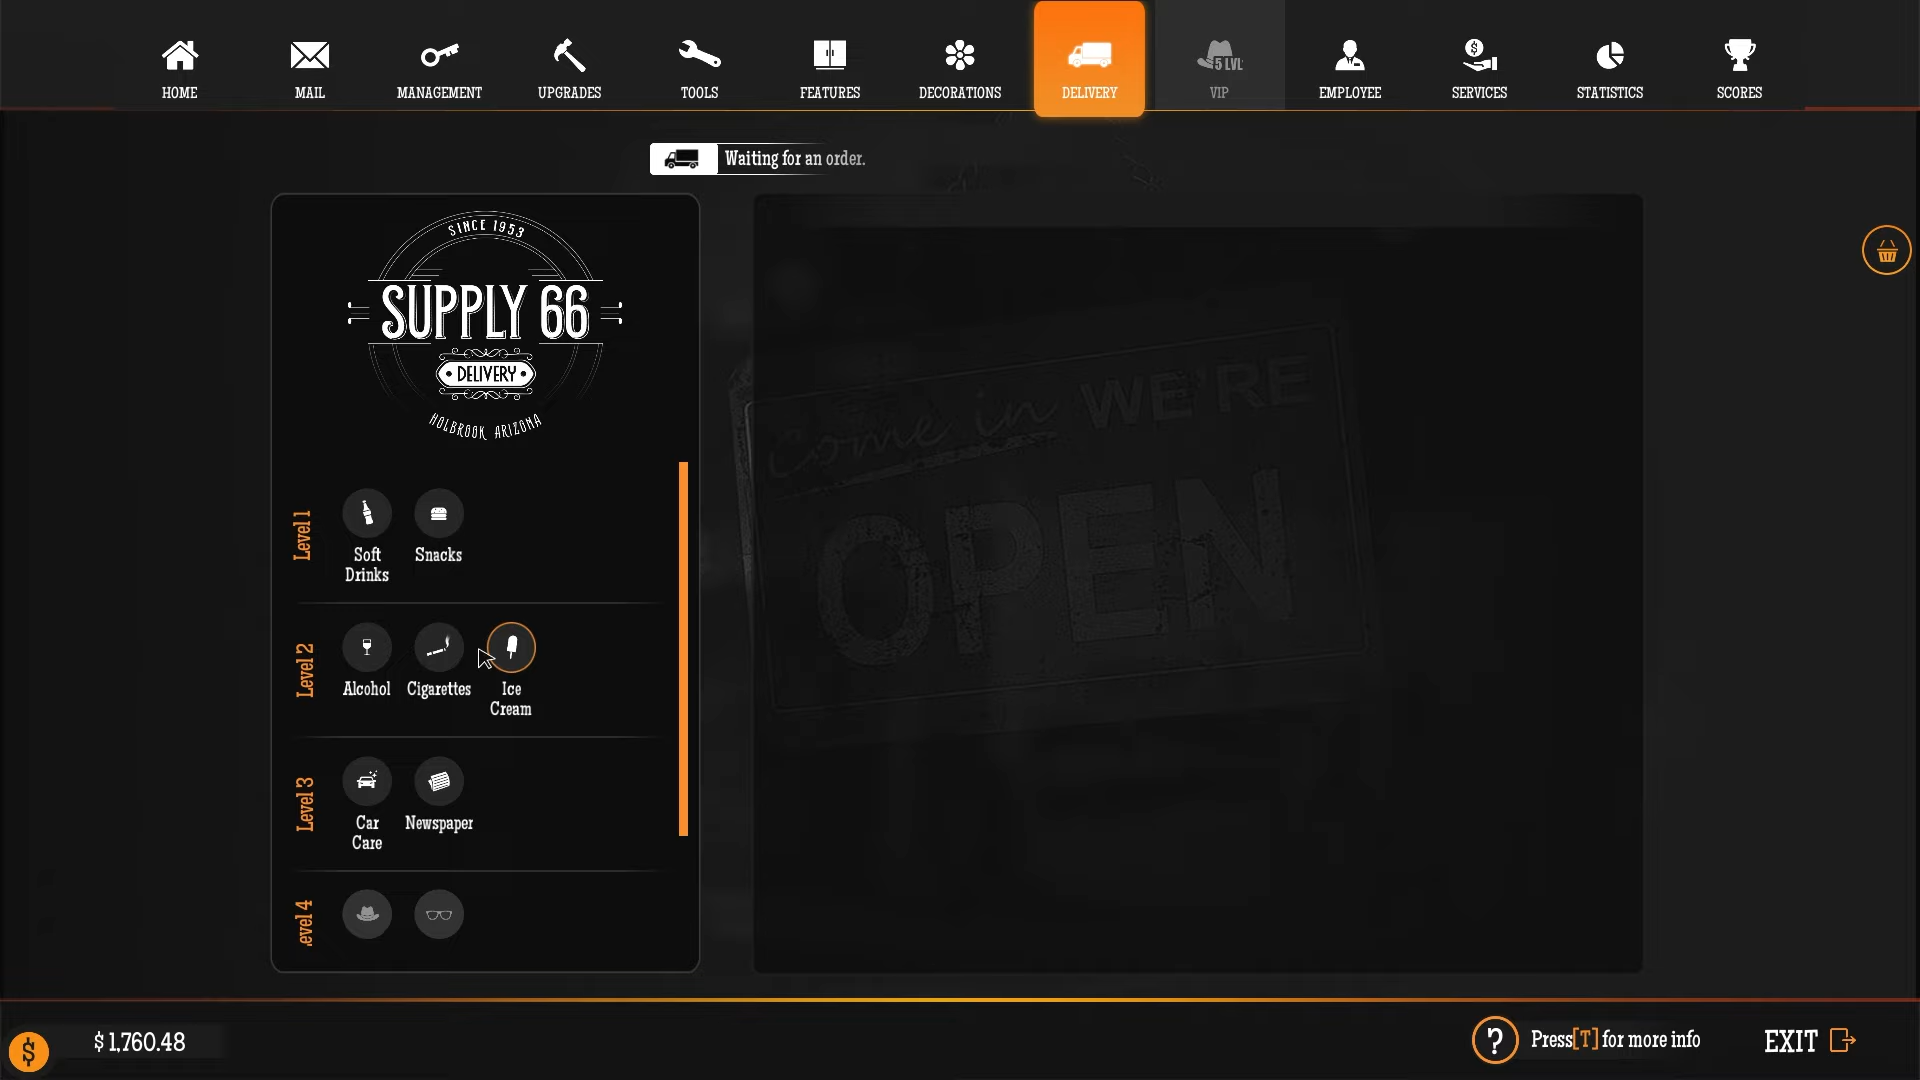 HOME
MAIL
MANAGEMENT
UPGRADES
TOOLS
FEATURES
DECORATIONS
DELIVERY
5 LVL
VIP
EMPLOYEE
SERVICES
STATISTICS
SCORES
Waiting for an order.
SINCE 1953
SUPPLY 66
• DELIVERY •
HOLBROOK ARIZONA
Come in WE'RE
OPEN
Level 1
Soft
Drinks
Snacks
Level 2
Alcohol
Cigarettes
Ice
Cream
Level 3
Car
Care
Newspaper
evel 4
$ 1,760.48
? Press[T] for more info
EXIT